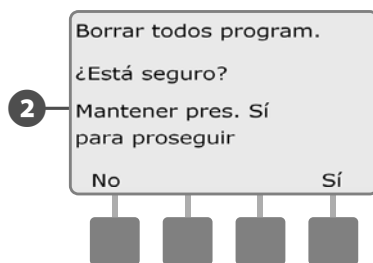 Borrar todos program.
¿Está seguro?
2
Mantener pres. Sí
para proseguir
No Sí